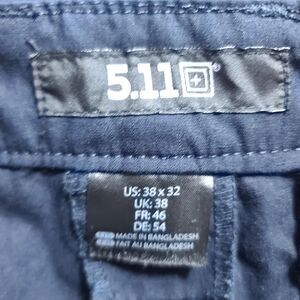 5.11®
US: 38 x 32
UK: 38
FR: 46
DE: 54
MADE IN BANGLADESH
FAIT AU BANGLADESH